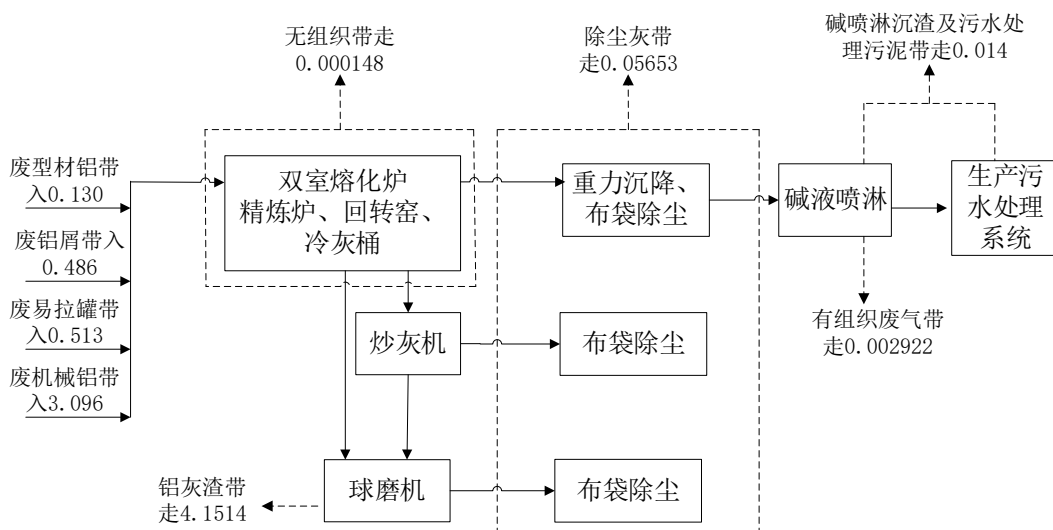 无组织带走
0.000148
除尘灰带
走0.05653
碱喷淋沉渣及污水处
理污泥带走0.014
废型材铝带
入0.130
废铝屑带入
0.486
废易拉罐带
入0.513
废机械铝带
入3.096
双室熔化炉
精炼炉、回转窑、
冷灰桶
重力沉降、
布袋除尘
碱液喷淋
生产污
水处理
系统
炒灰机
布袋除尘
有组织废气带
走0.002922
铝灰渣带
走4.1514
球磨机
布袋除尘